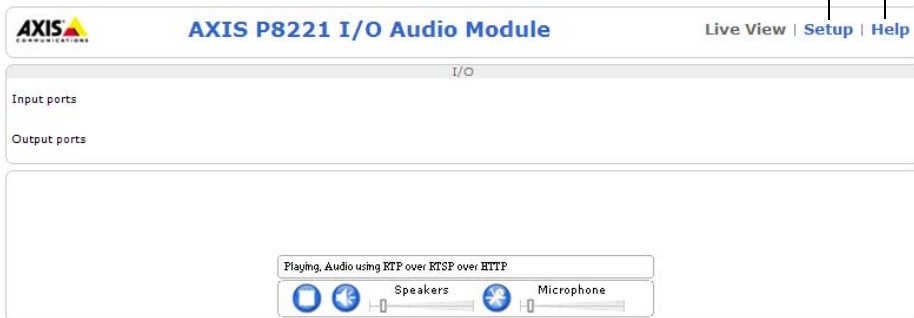 AXIS
COMMUNICATIONS
AXIS P8221 I/O Audio Module
Live View | Setup | Help
I/O
Input ports
Output ports
Playing, Audio using RTP over RTSP over HTTP
Speakers
Microphone